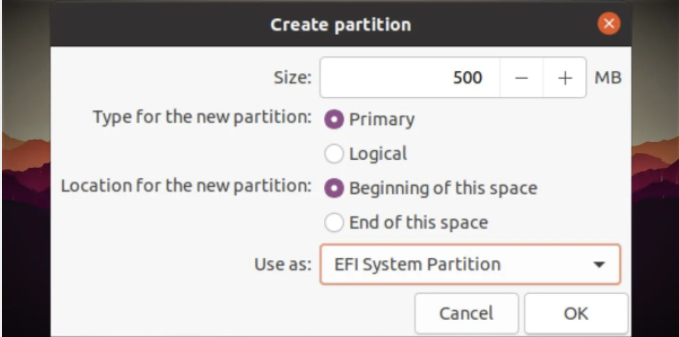 Create partition
Size: 500 − + MB
Type for the new partition: Primary
Logical
Location for the new partition: Beginning of this space
End of this space
Use as: EFI System Partition
Cancel OK